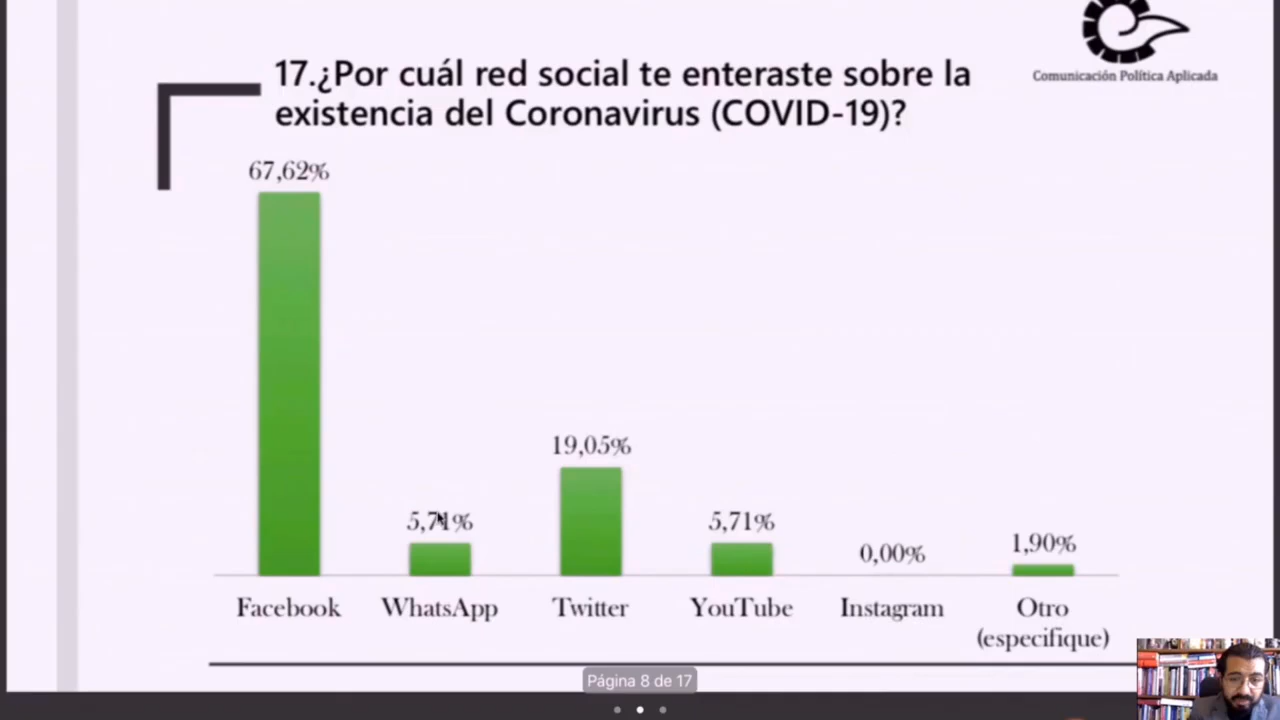 Comunicación Política Aplicada
17.¿Por cuál red social te enteraste sobre la
existencia del Coronavirus (COVID-19)?
67,62%
5,71%
19,05%
5,71%
0,00%
1,90%
Facebook
WhatsApp
Twitter
YouTube
Instagram
Otro
(especifique)
Página 8 de 17